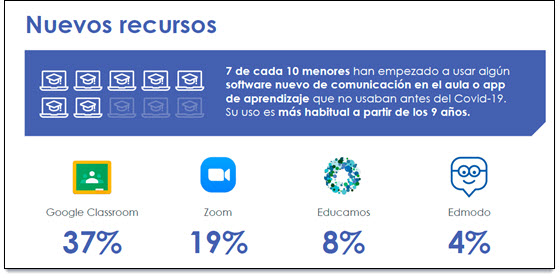 Nuevos recursos
7 de cada 10 menores han empezado a usar algún
software nuevo de comunicación en el aula o app
de aprendizaje que no usaban antes del Covid-19.
Su uso es más habitual a partir de los 9 años.
Google Classroom Zoom Educamos Edmodo
37% 19% 8% 4%